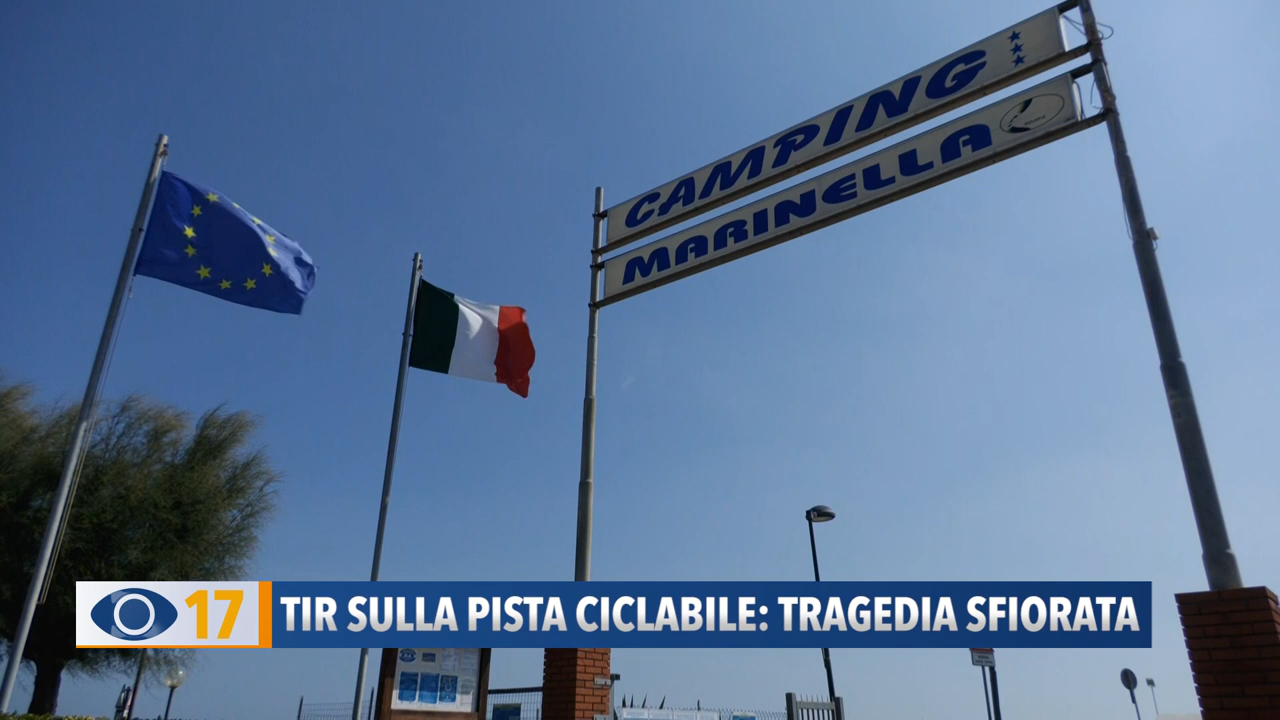 CAMPING
MARINELLA
17 TIR SULLA PISTA CICLABILE: TRAGEDIA SFIORATA